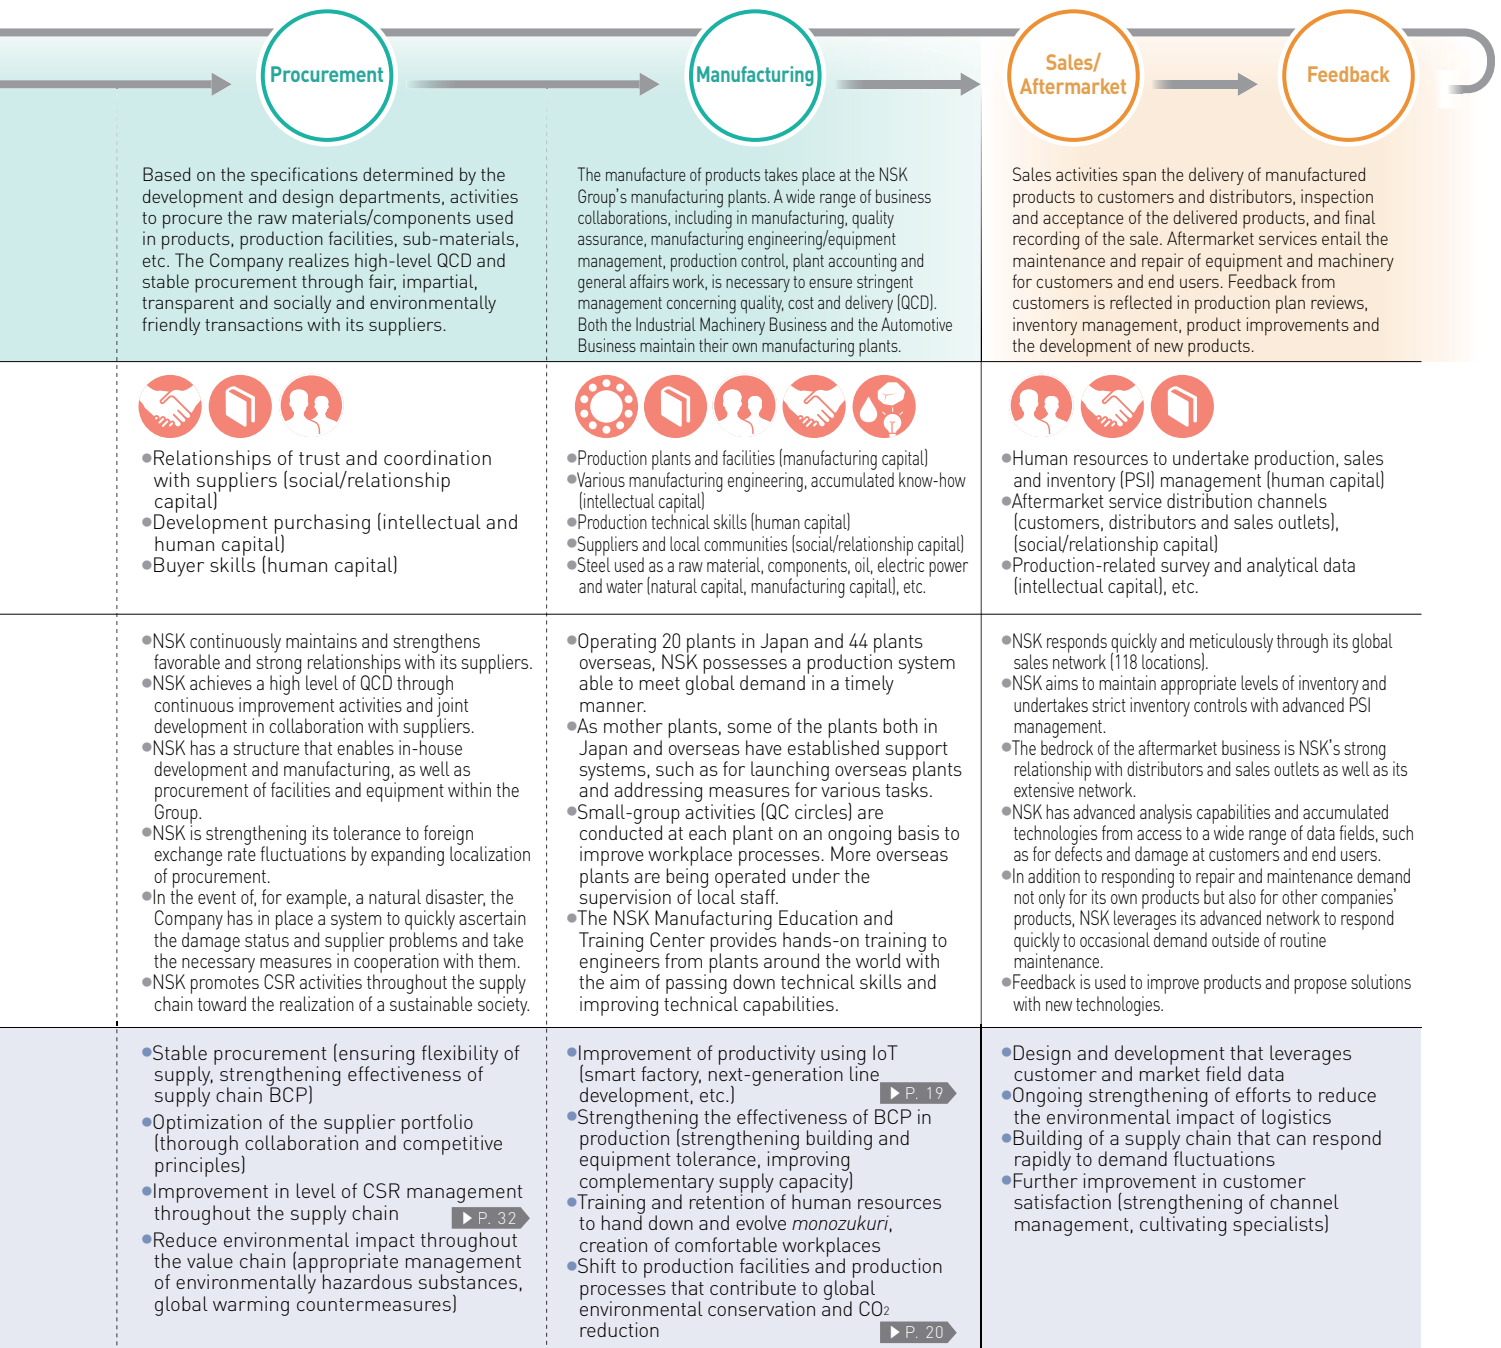 Procurement
Manufacturing
Sales/
Aftermarket
Feedback
Based on the specifications determined by the
development and design departments, activities
to procure the raw materials/components used
in products, production facilities, sub-materials,
etc. The Company realizes high-level QCD and
stable procurement through fair, impartial,
transparent and socially and environmentally
friendly transactions with its suppliers.
The manufacture of products takes place at the NSK
Group's manufacturing plants. A wide range of business
collaborations, including in manufacturing, quality
assurance, manufacturing engineering/equipment
management, production control, plant accounting and
general affairs work, is necessary to ensure stringent
management concerning quality, cost and delivery (QCD).
Both the Industrial Machinery Business and the Automotive
Business maintain their own manufacturing plants.
Sales activities span the delivery of manufactured
products to customers and distributors, inspection
and acceptance of the delivered products, and final
recording of the sale. Aftermarket services entail the
maintenance and repair of equipment and machinery
for customers and end users. Feedback from
customers is reflected in production plan reviews,
inventory management, product improvements and
the development of new products.
●Relationships of trust and coordination
with suppliers (social/relationship
capital)
●Development purchasing (intellectual and
human capital)
●Buyer skills (human capital)
●Production plants and facilities (manufacturing capital)
●Various manufacturing engineering, accumulated know-how
(intellectual capital)
●Production technical skills (human capital)
●Suppliers and local communities (social/relationship capital)
●Steel used as a raw material, components, oil, electric power
and water (natural capital, manufacturing capital), etc.
●Human resources to undertake production, sales
and inventory (PSI) management (human capital)
●Aftermarket service distribution channels
(customers, distributors and sales outlets),
(social/relationship capital)
●Production-related survey and analytical data
(intellectual capital), etc.
●NSK continuously maintains and strengthens
favorable and strong relationships with its suppliers.
●NSK achieves a high level of QCD through
continuous improvement activities and joint
development in collaboration with suppliers.
●NSK has a structure that enables in-house
development and manufacturing, as well as
procurement of facilities and equipment within the
Group.
●NSK is strengthening its tolerance to foreign
exchange rate fluctuations by expanding localization
of procurement.
●In the event of, for example, a natural disaster, the
Company has in place a system to quickly ascertain
the damage status and supplier problems and take
the necessary measures in cooperation with them.
●NSK promotes CSR activities throughout the supply
chain toward the realization of a sustainable society.
●Operating 20 plants in Japan and 44 plants
overseas, NSK possesses a production system
able to meet global demand in a timely
manner.
●As mother plants, some of the plants both in
Japan and overseas have established support
systems, such as for launching overseas plants
and addressing measures for various tasks.
●Small-group activities (QC circles) are
conducted at each plant on an ongoing basis to
improve workplace processes. More overseas
plants are being operated under the
supervision of local staff.
●The NSK Manufacturing Education and
Training Center provides hands-on training to
engineers from plants around the world with
the aim of passing down technical skills and
improving technical capabilities.
●NSK responds quickly and meticulously through its global
sales network (118 locations).
●NSK aims to maintain appropriate levels of inventory and
undertakes strict inventory controls with advanced PSI
management.
●The bedrock of the aftermarket business is NSK's strong
relationship with distributors and sales outlets as well as its
extensive network.
●NSK has advanced analysis capabilities and accumulated
technologies from access to a wide range of data fields, such
as for defects and damage at customers and end users.
●In addition to responding to repair and maintenance demand
not only for its own products but also for other companies'
products, NSK leverages its advanced network to respond
quickly to occasional demand outside of routine
maintenance.
●Feedback is used to improve products and propose solutions
with new technologies.
●Stable procurement (ensuring flexibility of
supply, strengthening effectiveness of
supply chain BCP)
●Optimization of the supplier portfolio
(thorough collaboration and competitive
principles)
●Improvement in level of CSR management
throughout the supply chain ▶P. 32
●Reduce environmental impact throughout
the value chain (appropriate management
of environmentally hazardous substances,
global warming countermeasures)
●Improvement of productivity using IoT
(smart factory, next-generation line
development, etc.) ▶P. 19
●Strengthening the effectiveness of BCP in
production (strengthening building and
equipment tolerance, improving
complementary supply capacity)
●Training and retention of human resources
to hand down and evolve monozukuri,
creation of comfortable workplaces
●Shift to production facilities and production
processes that contribute to global
environmental conservation and CO2
reduction ▶P. 20
●Design and development that leverages
customer and market field data
●Ongoing strengthening of efforts to reduce
the environmental impact of logistics
●Building of a supply chain that can respond
rapidly to demand fluctuations
●Further improvement in customer
satisfaction (strengthening of channel
management, cultivating specialists)